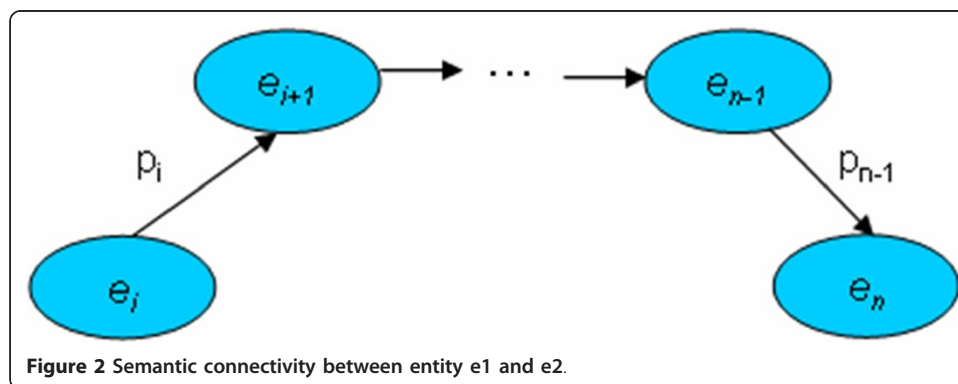 e_{i+1} ... e_{n-1}
p_i p_{n-1}
e_i e_n
Figure 2 Semantic connectivity between entity e1 and e2.